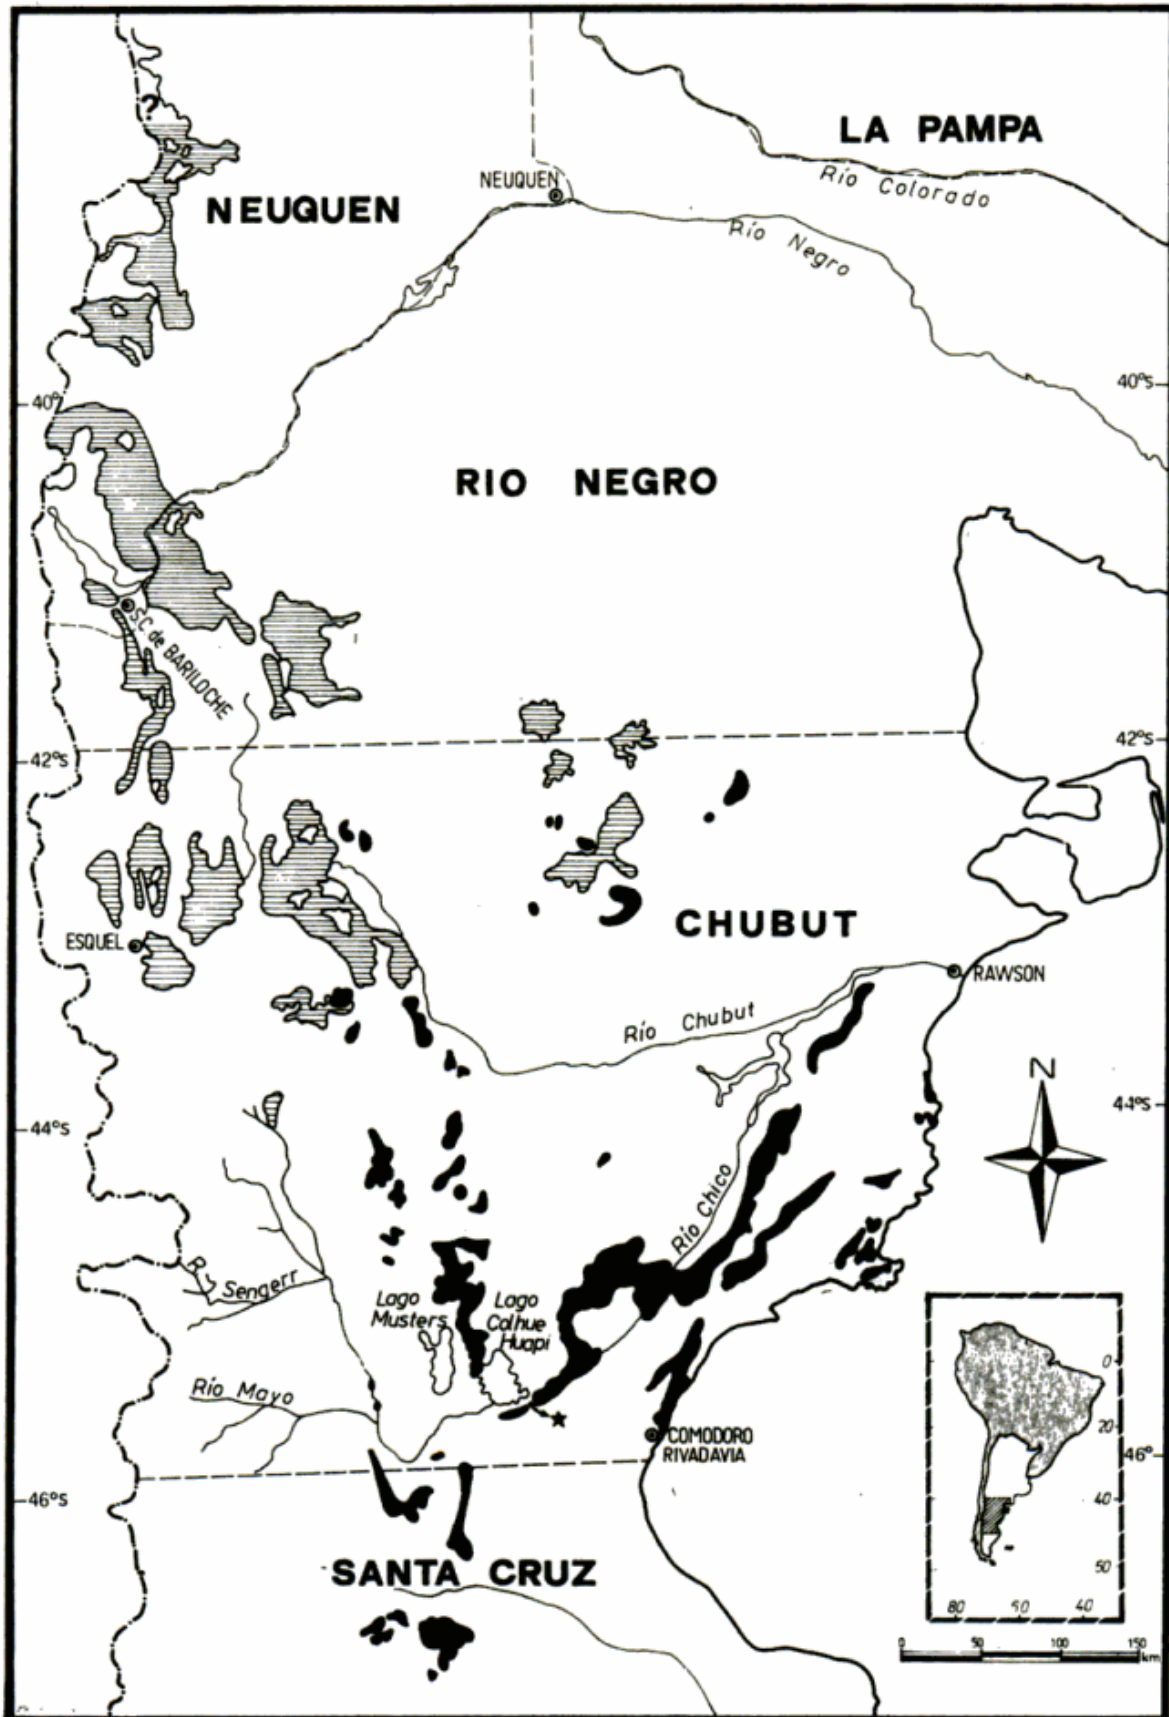 ?
LA PAMPA
NEUQUEN
Río Colorado
NEUQUEN
Río Negro
40°
40°S
RIO NEGRO
S.C. de BARILOCHE
42°S
42°S
CHUBUT
ESQUEL
RAWSON
Río Chubut
N
44°S
44°S
Río Chico
R. Sengerr
Lago
Musters
Lago
Colhue
Huapi
Río Mayo
COMODORO
RIVADAVIA
46°
46°S
SANTA CRUZ
0
20
40
50
80
60
40
0 50 100 150
km